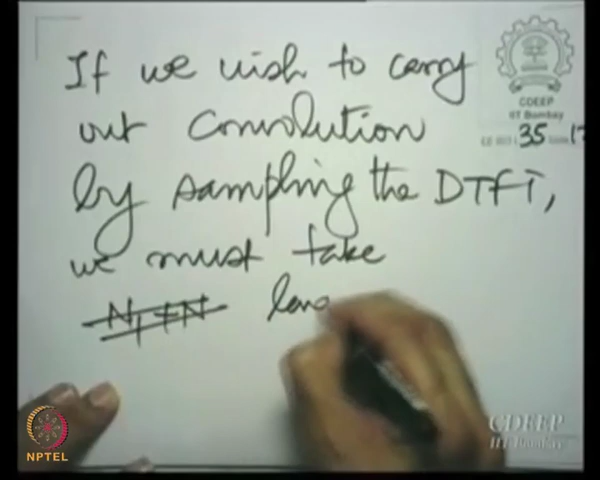 If we wish to carry
out Convolution
by sampling the DTFT,
we must take
CDEEP
IIT Bombay
35
NPTEL
CDEEP
IIT Bombay